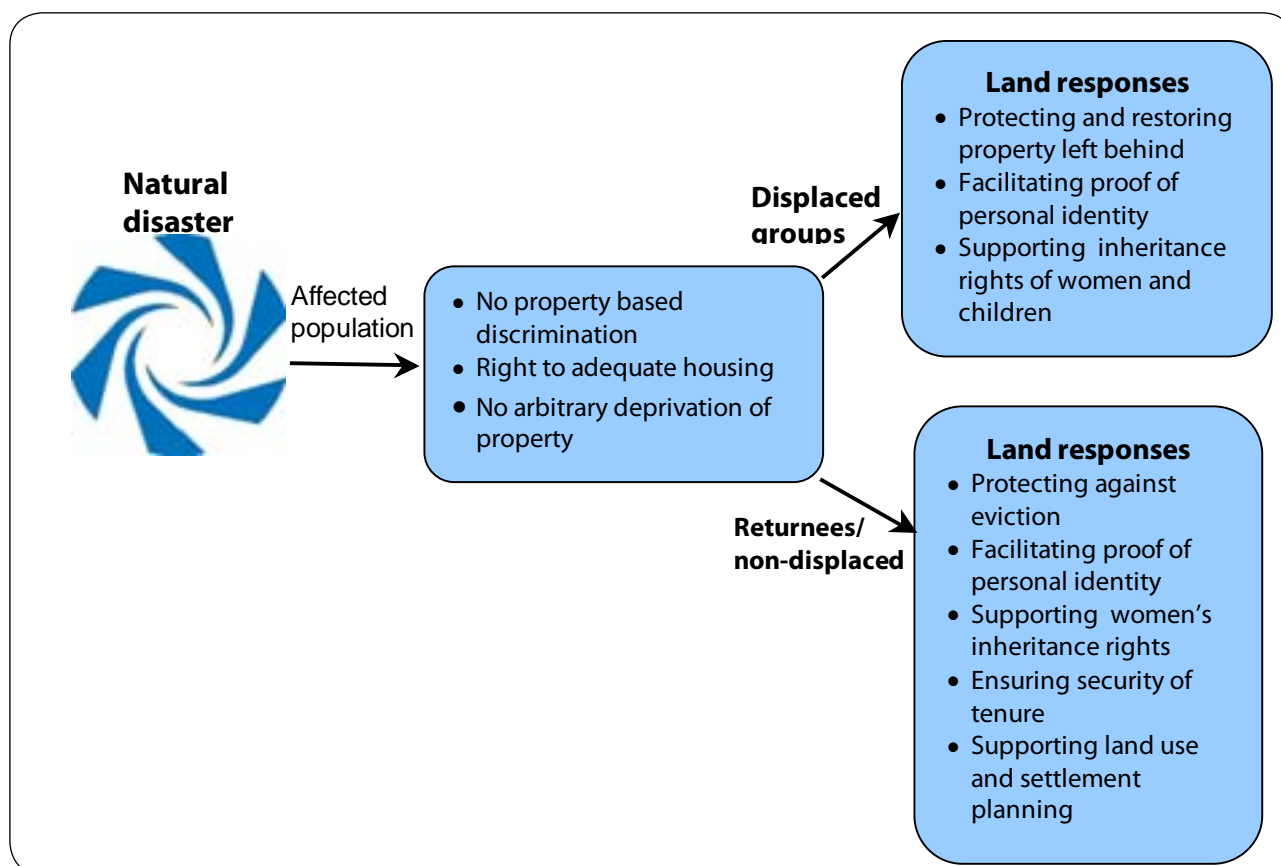 Natural
disaster
Affected
population
• No property based
discrimination
• Right to adequate housing
• No arbitrary deprivation of
property
Displaced
groups
Land responses
• Protecting and restoring
property left behind
• Facilitating proof of
personal identity
• Supporting inheritance
rights of women and
children
Returnees/
non-displaced
Land responses
• Protecting against
eviction
• Facilitating proof of
personal identity
• Supporting women’s
inheritance rights
• Ensuring security of
tenure
• Supporting land use
and settlement
planning